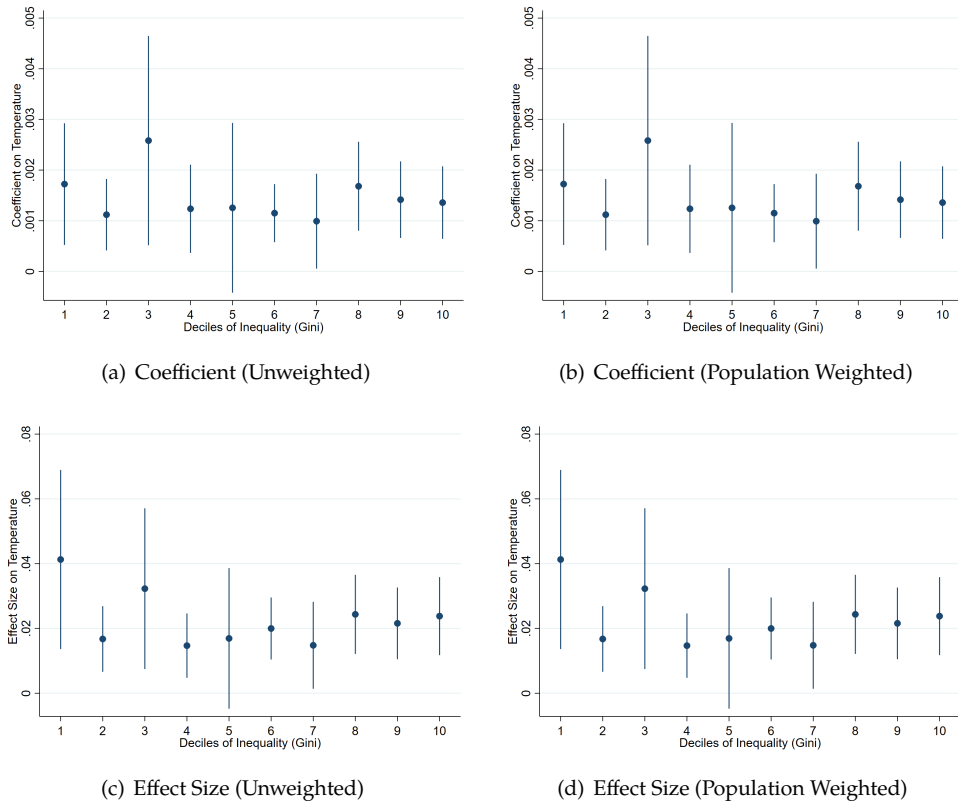 .005
.004
.003
.002
.001
0
Coefficient on Temperature
1 2 3 4 5 6 7 8 9 10
Deciles of Inequality (Gini)
(a) Coefficient (Unweighted)
.005
.004
.003
.002
.001
0
Coefficient on Temperature
1 2 3 4 5 6 7 8 9 10
Deciles of Inequality (Gini)
(b) Coefficient (Population Weighted)
.08
.06
.04
.02
0
Effect Size on Temperature
1 2 3 4 5 6 7 8 9 10
Deciles of Inequality (Gini)
(c) Effect Size (Unweighted)
.08
.06
.04
.02
0
Effect Size on Temperature
1 2 3 4 5 6 7 8 9 10
Deciles of Inequality (Gini)
(d) Effect Size (Population Weighted)